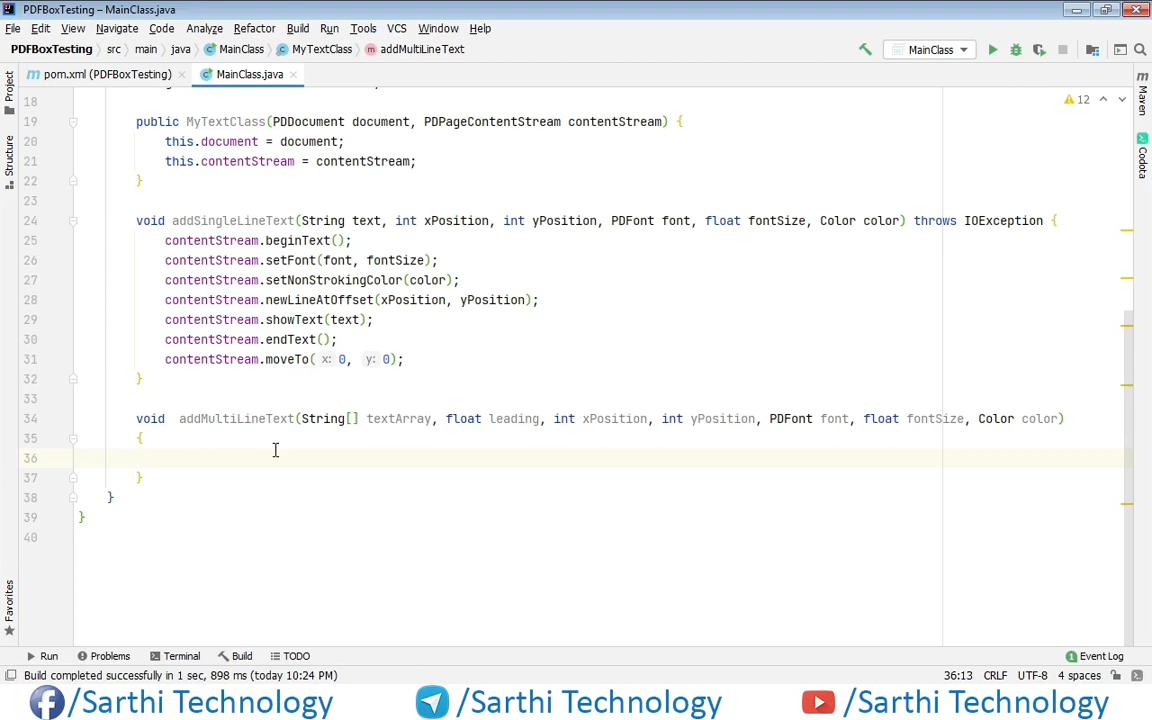 PDFBoxTesting – MainClass.java
File Edit View Navigate Code Analyze Refactor Build Run Tools VCS Window Help
PDFBoxTesting src main java MainClass MyTextClass addMultiLineText MainClass
pom.xml (PDFBoxTesting) MainClass.java
Project
Structure
Favorites
Maven
Codota
12
18
19 public MyTextClass(PDDocument document, PDPageContentStream contentStream) {
20 this.document = document;
21 this.contentStream = contentStream;
22 }
23
24 void addSingleLineText(String text, int xPosition, int yPosition, PDFont font, float fontSize, Color color) throws IOException {
25 contentStream.beginText();
26 contentStream.setFont(font, fontSize);
27 contentStream.setNonStrokingColor(color);
28 contentStream.newLineAtOffset(xPosition, yPosition);
29 contentStream.showText(text);
30 contentStream.endText();
31 contentStream.moveTo( x: 0, y: 0);
32 }
33
34 void addMultiLineText(String[] textArray, float leading, int xPosition, int yPosition, PDFont font, float fontSize, Color color)
35 {
36
37 }
38 }
39 }
40
Run Problems Terminal Build TODO 1 Event Log
Build completed successfully in 1 sec, 898 ms (today 10:24 PM) 36:13 CRLF UTF-8 4 spaces
/Sarthi Technology /Sarthi Technology /Sarthi Technology